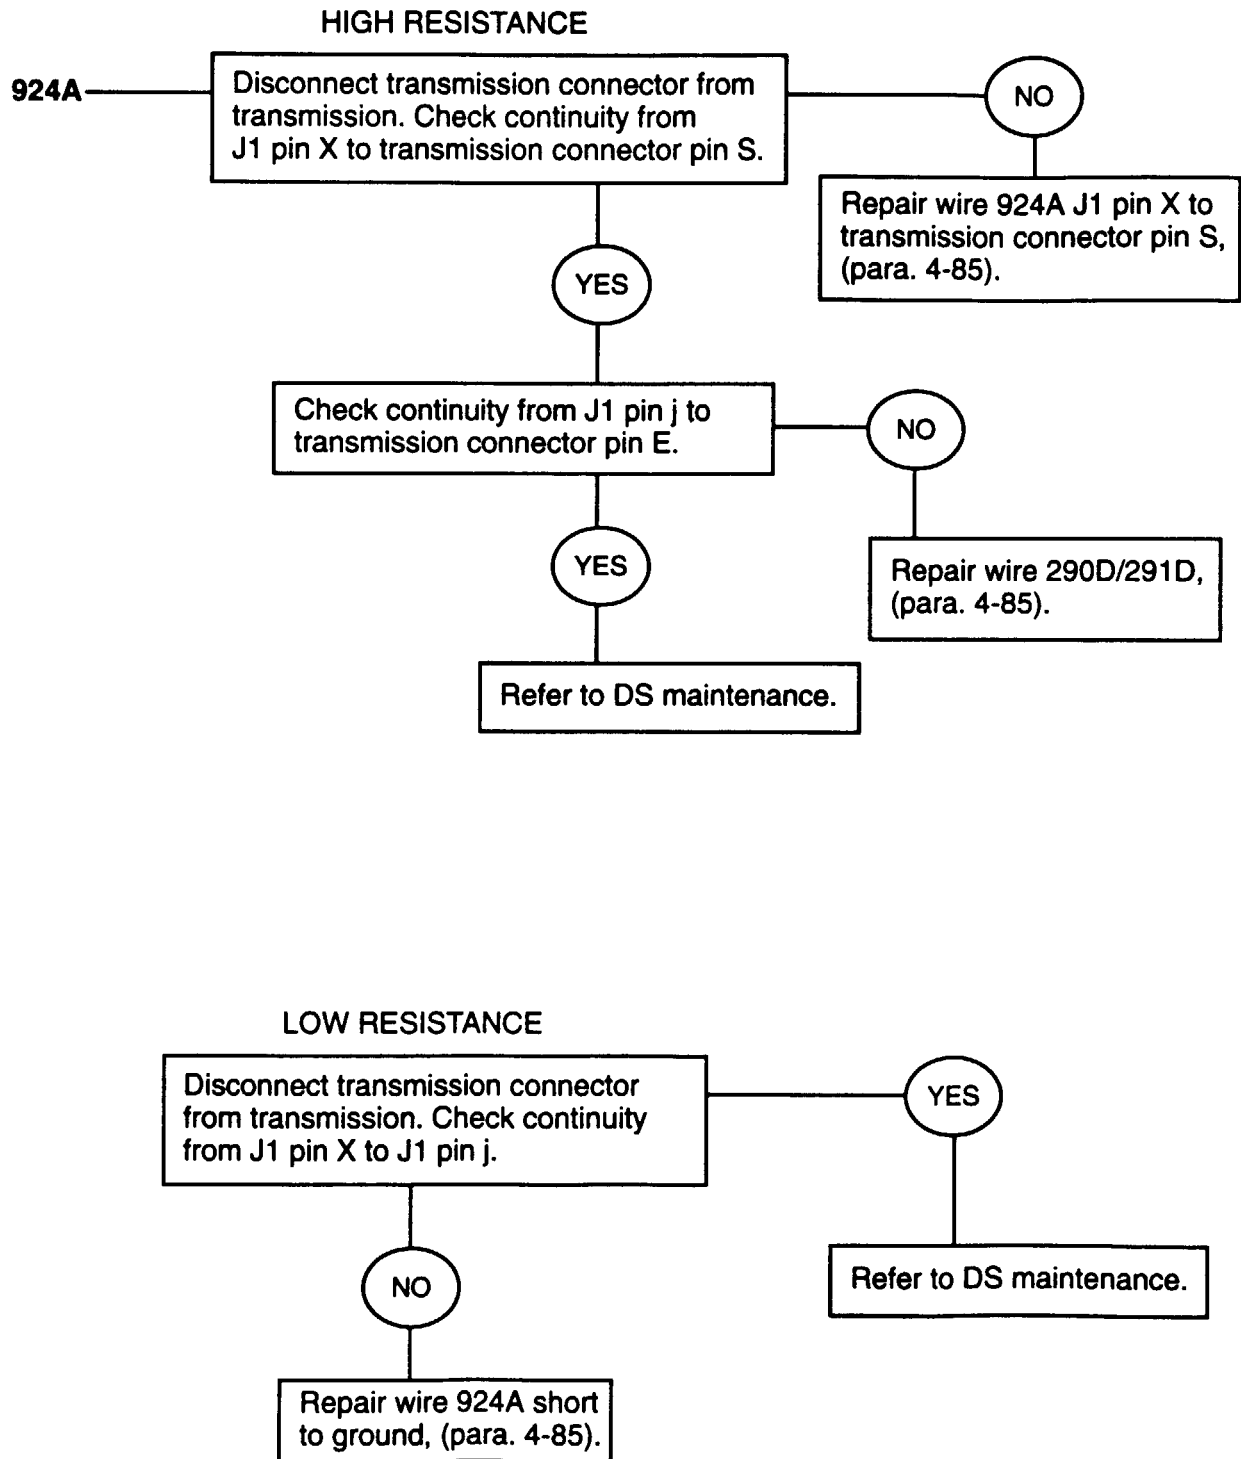 HIGH RESISTANCE
924A
Disconnect transmission connector from
transmission. Check continuity from
J1 pin X to transmission connector pin S.
NO
Repair wire 924A J1 pin X to
transmission connector pin S,
(para. 4-85).
YES
Check continuity from J1 pin j to
transmission connector pin E.
NO
Repair wire 290D/291D,
(para. 4-85).
YES
Refer to DS maintenance.
LOW RESISTANCE
Disconnect transmission connector
from transmission. Check continuity
from J1 pin X to J1 pin j.
YES
Refer to DS maintenance.
NO
Repair wire 924A short
to ground, (para. 4-85).